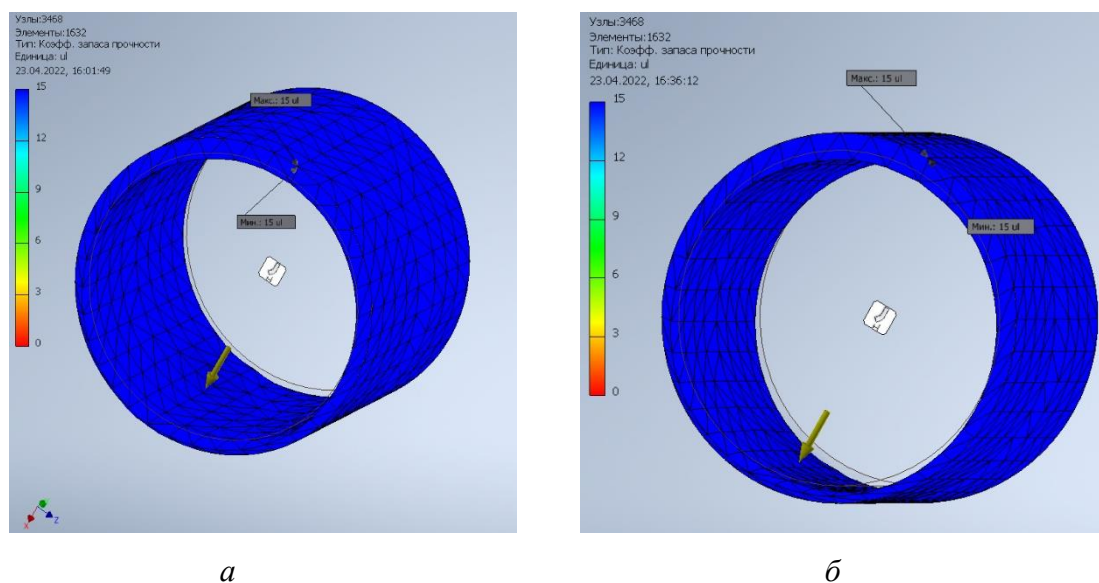 Узлы:3468
Элементы:1632
Тип: Коэфф. запаса прочности
Единица: ul
23.04.2022, 16:01:49
15
12
9
6
3
0
Макс.: 15 ul
Мин.: 15 ul
X
Z
а
Узлы:3468
Элементы:1632
Тип: Коэфф. запаса прочности
Единица: ul
23.04.2022, 16:36:12
15
12
9
6
3
0
Макс.: 15 ul
Мин.: 15 ul
б